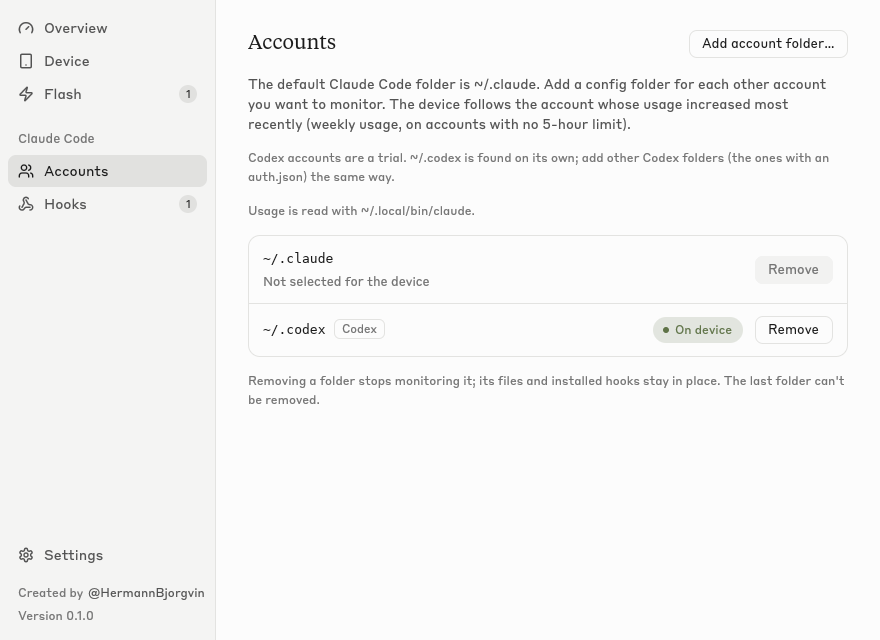 Overview
Device
Flash 1
Claude Code
Accounts
Hooks 1
Settings
Created by @HermannBjorgvin
Version 0.1.0
Accounts
Add account folder...
The default Claude Code folder is ~/.claude. Add a config folder for each other account
you want to monitor. The device follows the account whose usage increased most
recently (weekly usage, on accounts with no 5-hour limit).
Codex accounts are a trial. ~/.codex is found on its own; add other Codex folders (the ones with an
auth.json) the same way.
Usage is read with ~/.local/bin/claude.
~/.claude
Not selected for the device
Remove
~/.codex Codex On device Remove
Removing a folder stops monitoring it; its files and installed hooks stay in place. The last folder can't
be removed.